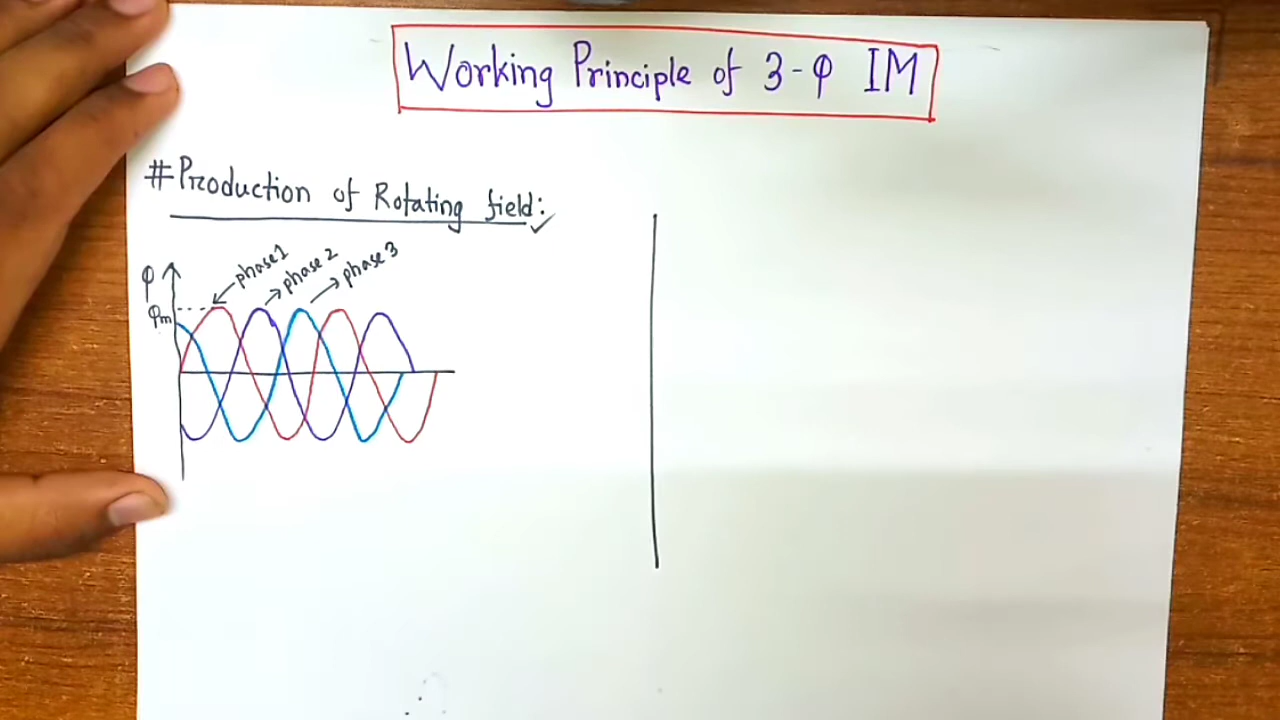 Working Principle of 3-φ IM
#Production of Rotating field:
phase1
phase 2
phase 3
φ
φm